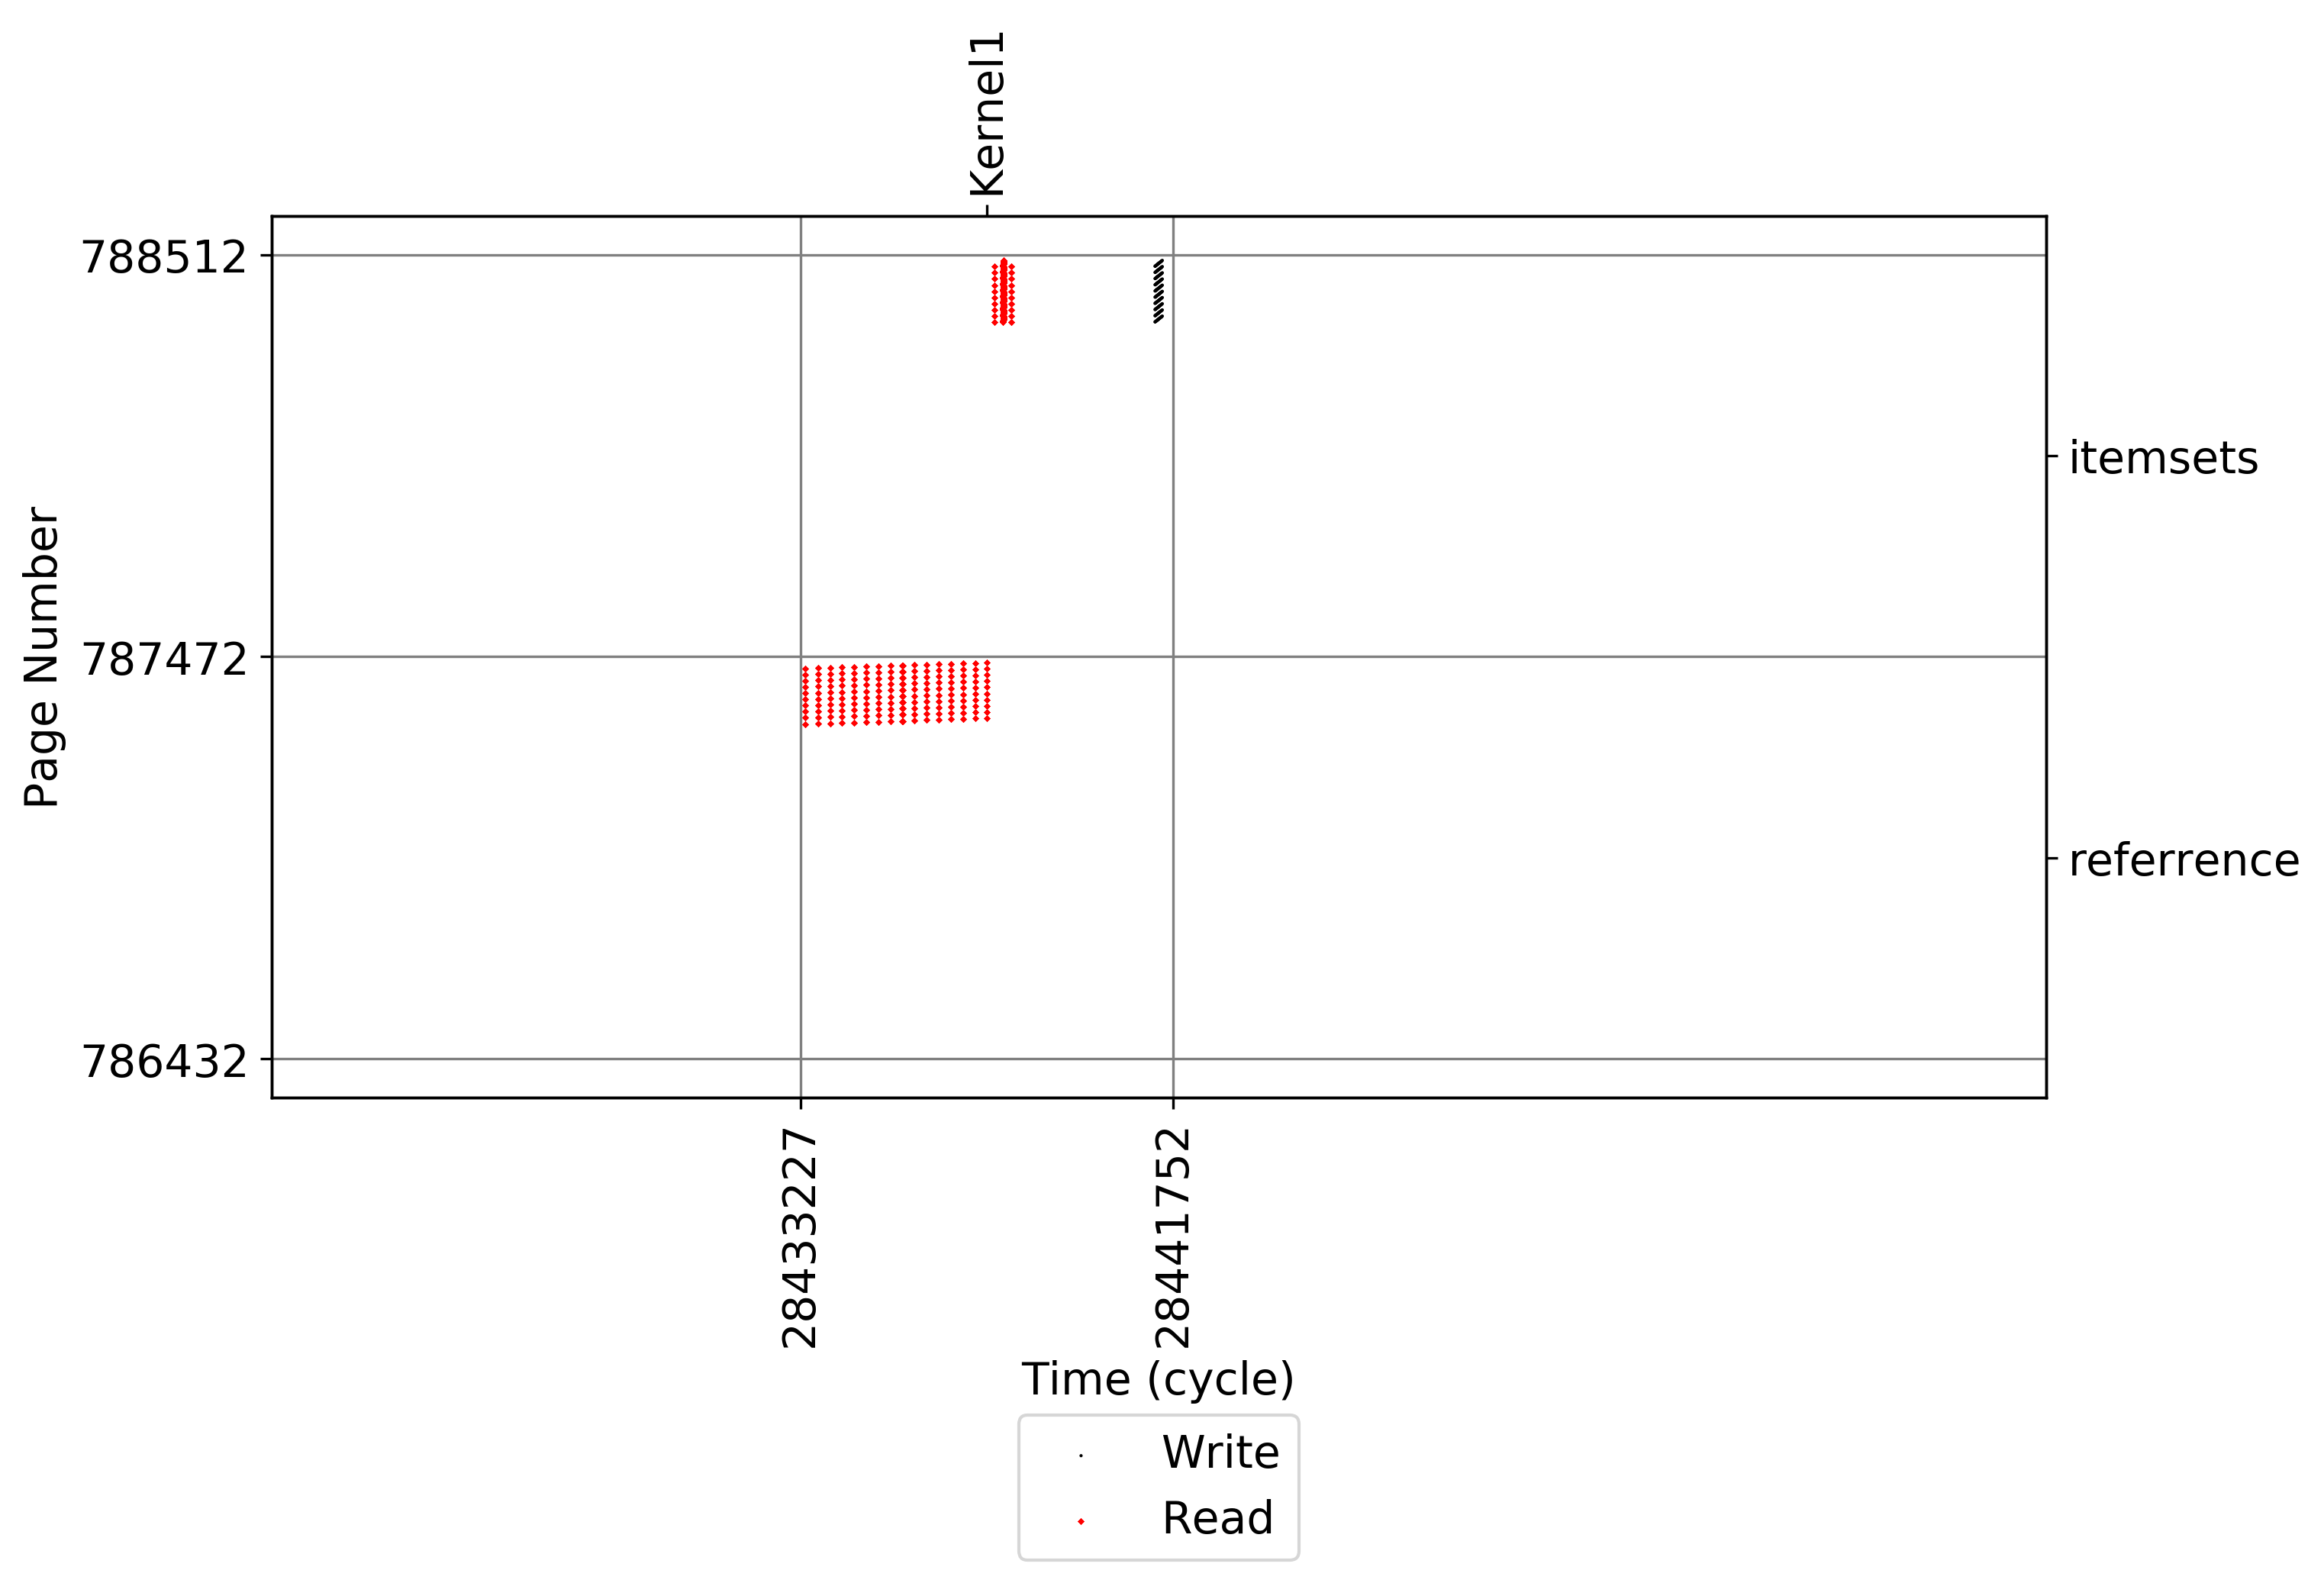 Kernel1
788512
787472
786432
Page Number
itemsets
referrence
28433227
28441752
Time (cycle)
Write
Read